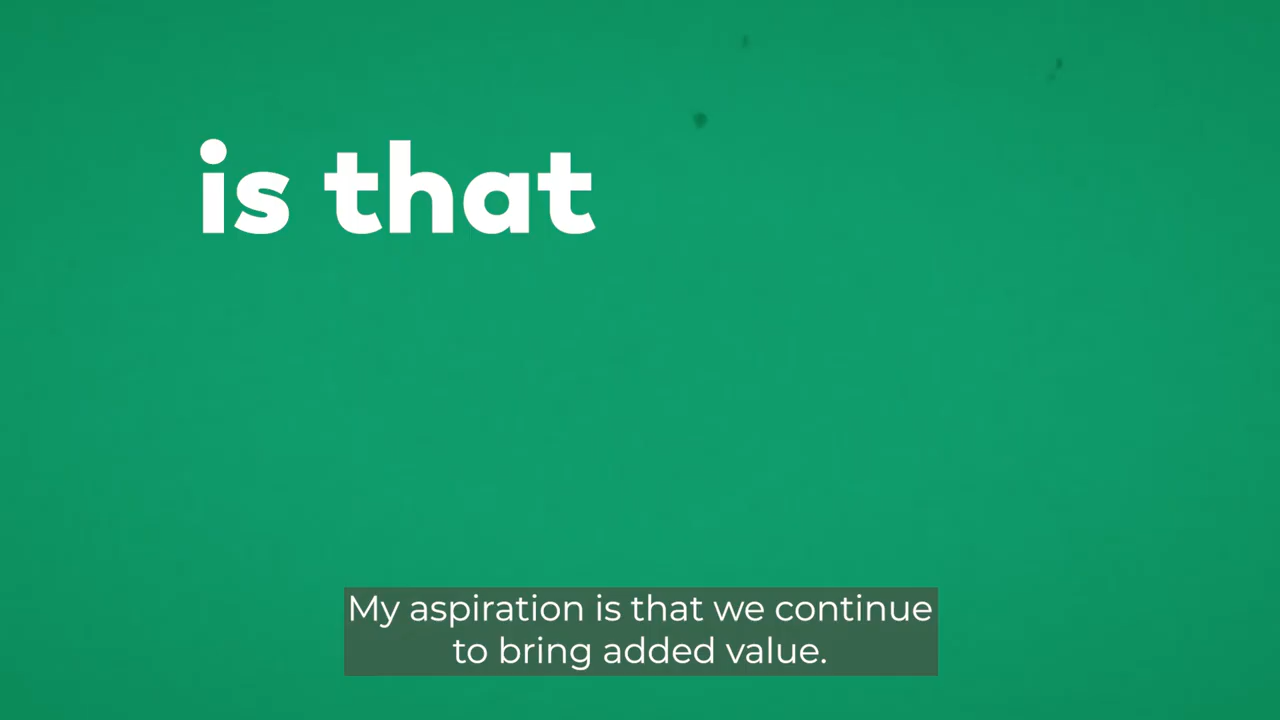 is that
My aspiration is that we continue
to bring added value.